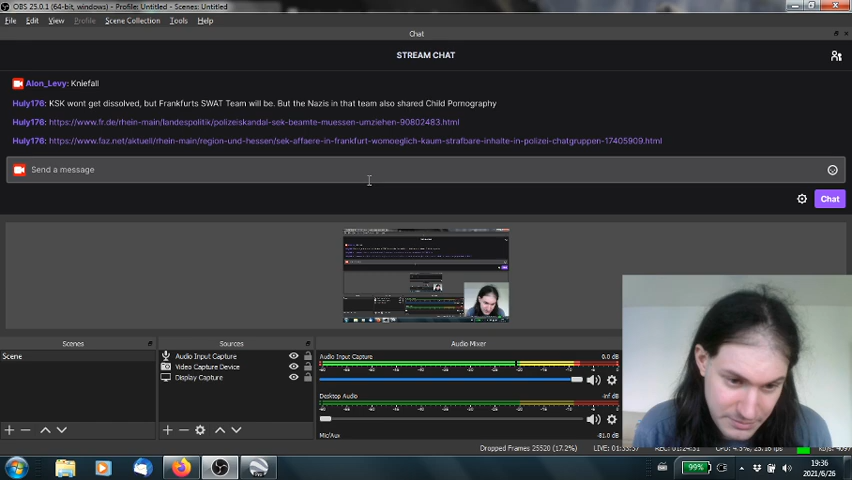 OBS 25.0.1 (64-bit, windows) - Profile: Untitled - Scenes: Untitled
File Edit View Profile Scene Collection Tools Help
Chat
STREAM CHAT
Alon_Levy: Kniefall
Huly176: KSK wont get dissolved, but Frankfurts SWAT Team will be. But the Nazis in that team also shared Child Pornography
Huly176: https://www.fr.de/rhein-main/landespolitik/polizeiskandal-sek-beamte-muessen-umziehen-90802483.html
Huly176: https://www.faz.net/aktuell/rhein-main/region-und-hessen/sek-affaere-in-frankfurt-womoeglich-kaum-strafbare-inhalte-in-polizei-chatgruppen-17405909.html
Send a message
Chat
Scenes
Sources
Audio Mixer
Scene
Audio Input Capture
Video Capture Device
Display Capture
Audio Input Capture 0.0 dB
Desktop Audio -inf dB
Mic/Aux -81.0 dB
Dropped Frames 25520 (17.2%)
99%
19:36
2021/6/26